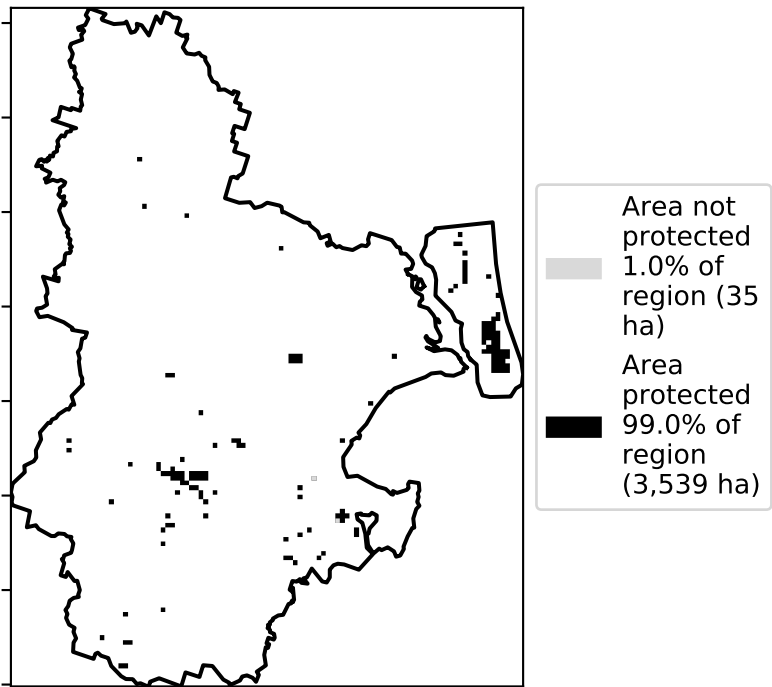 Area not
protected
1.0% of
region (35
ha)
Area
protected
99.0% of
region
(3,539 ha)